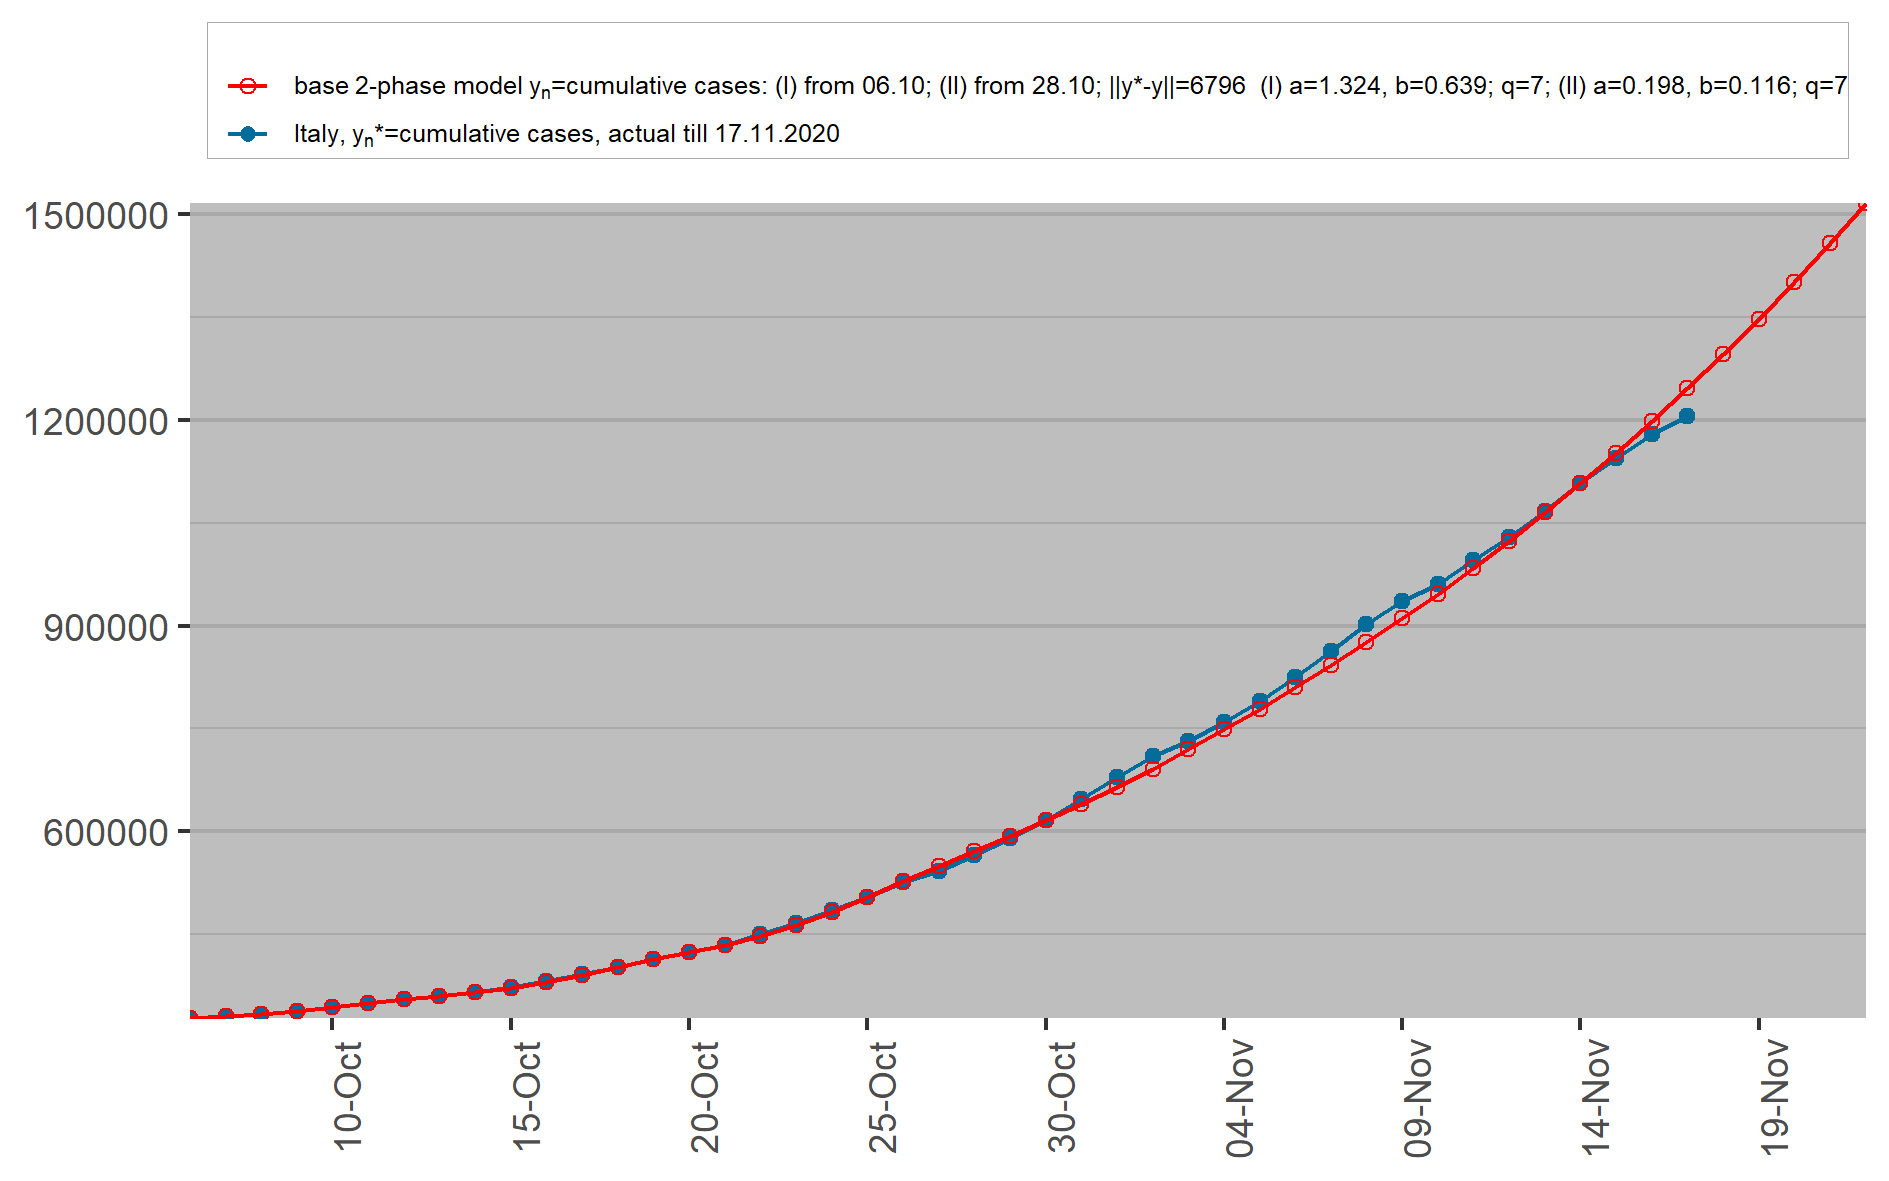 base 2-phase model yn=cumulative cases: (I) from 06.10; (II) from 28.10; ||y*-y||=6796  (I) a=1.324, b=0.639; q=7; (II) a=0.198, b=0.116; q=7
Italy, yn*=cumulative cases, actual till 17.11.2020
1500000
1200000
900000
600000
10-Oct
15-Oct
20-Oct
25-Oct
30-Oct
04-Nov
09-Nov
14-Nov
19-Nov